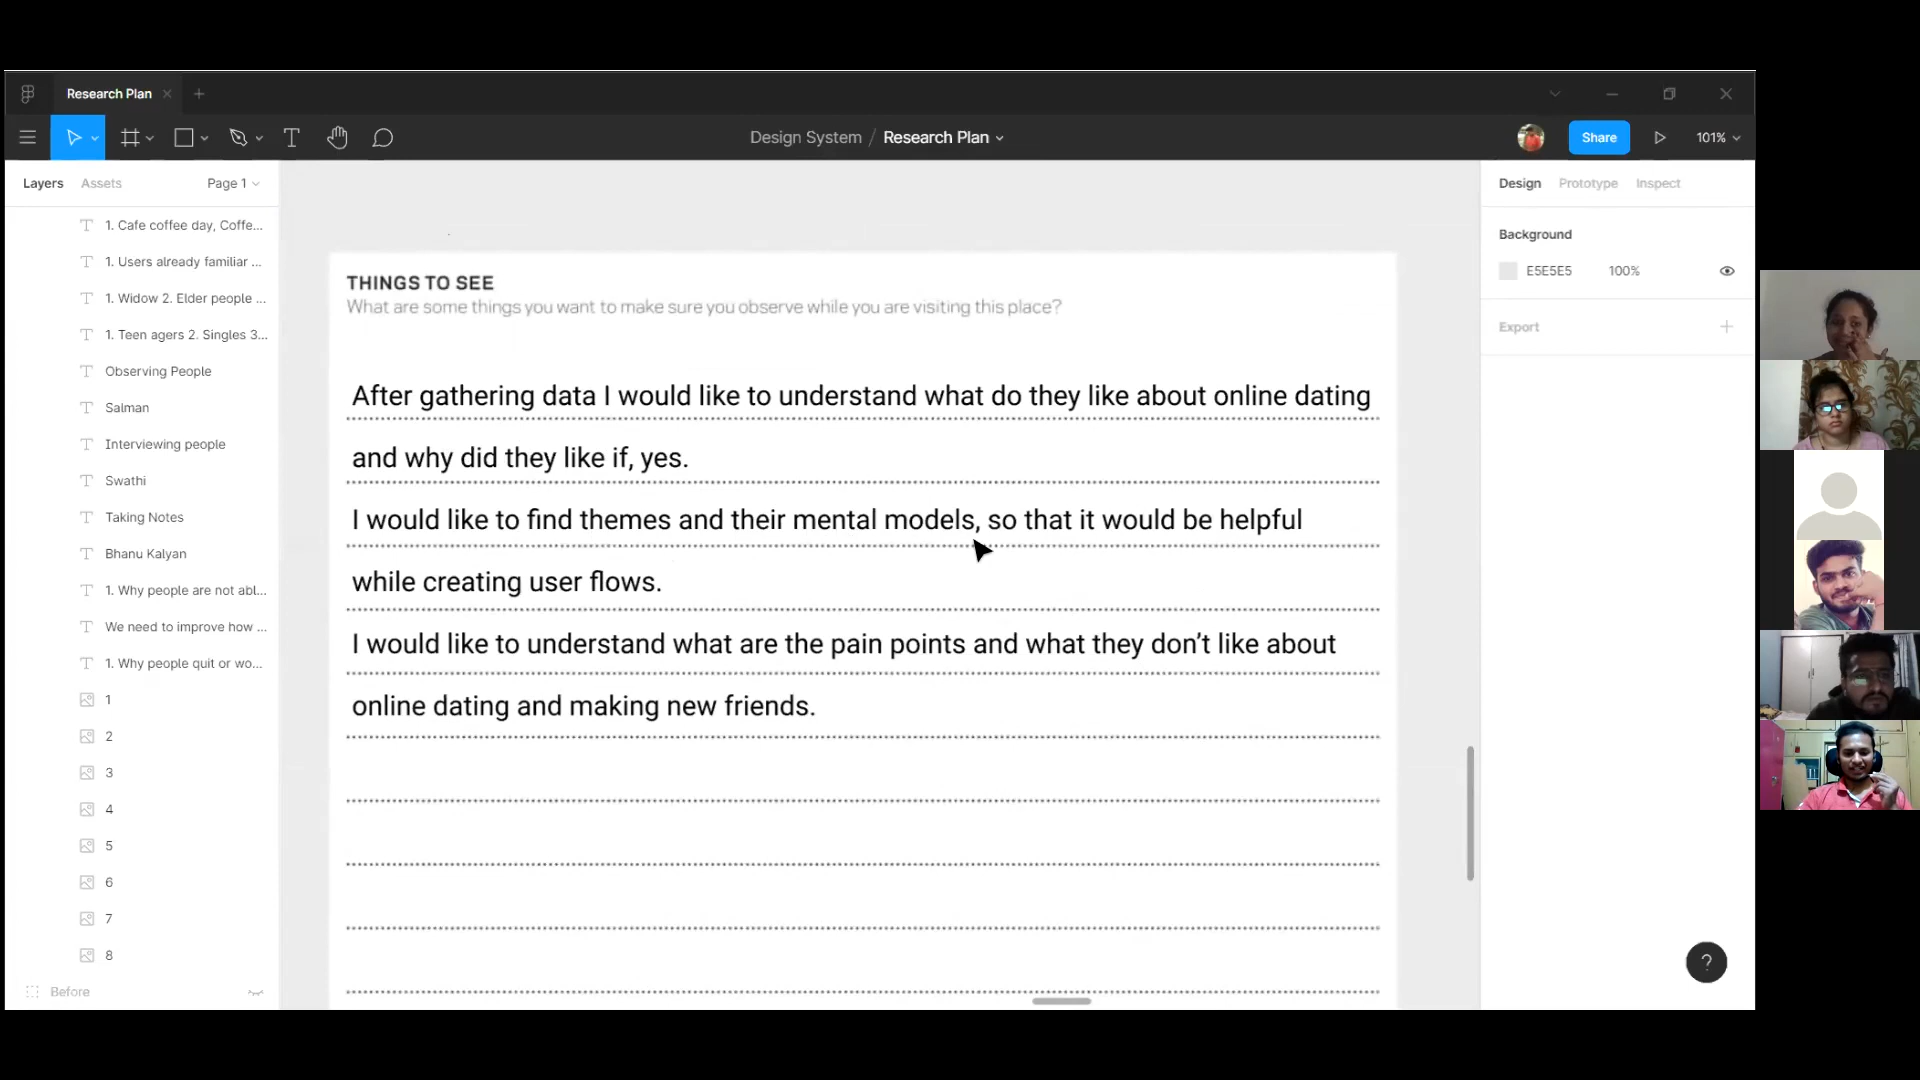 Research Plan
Design System / Research Plan
Share
101%
Layers
Assets
Page 1
1. Cafe coffee day, Coffe...
1. Users already familiar ...
1. Widow 2. Elder people ...
1. Teen agers 2. Singles 3...
Observing People
Salman
Interviewing people
Swathi
Taking Notes
Bhanu Kalyan
1. Why people are not abl...
We need to improve how ...
1. Why people quit or wo...
1
2
3
4
5
6
7
8
Before
THINGS TO SEE
What are some things you want to make sure you observe while you are visiting this place?
After gathering data I would like to understand what do they like about online dating
and why did they like if, yes.
I would like to find themes and their mental models, so that it would be helpful
while creating user flows.
I would like to understand what are the pain points and what they don’t like about
online dating and making new friends.
Design
Prototype
Inspect
Background
E5E5E5
100%
Export
?